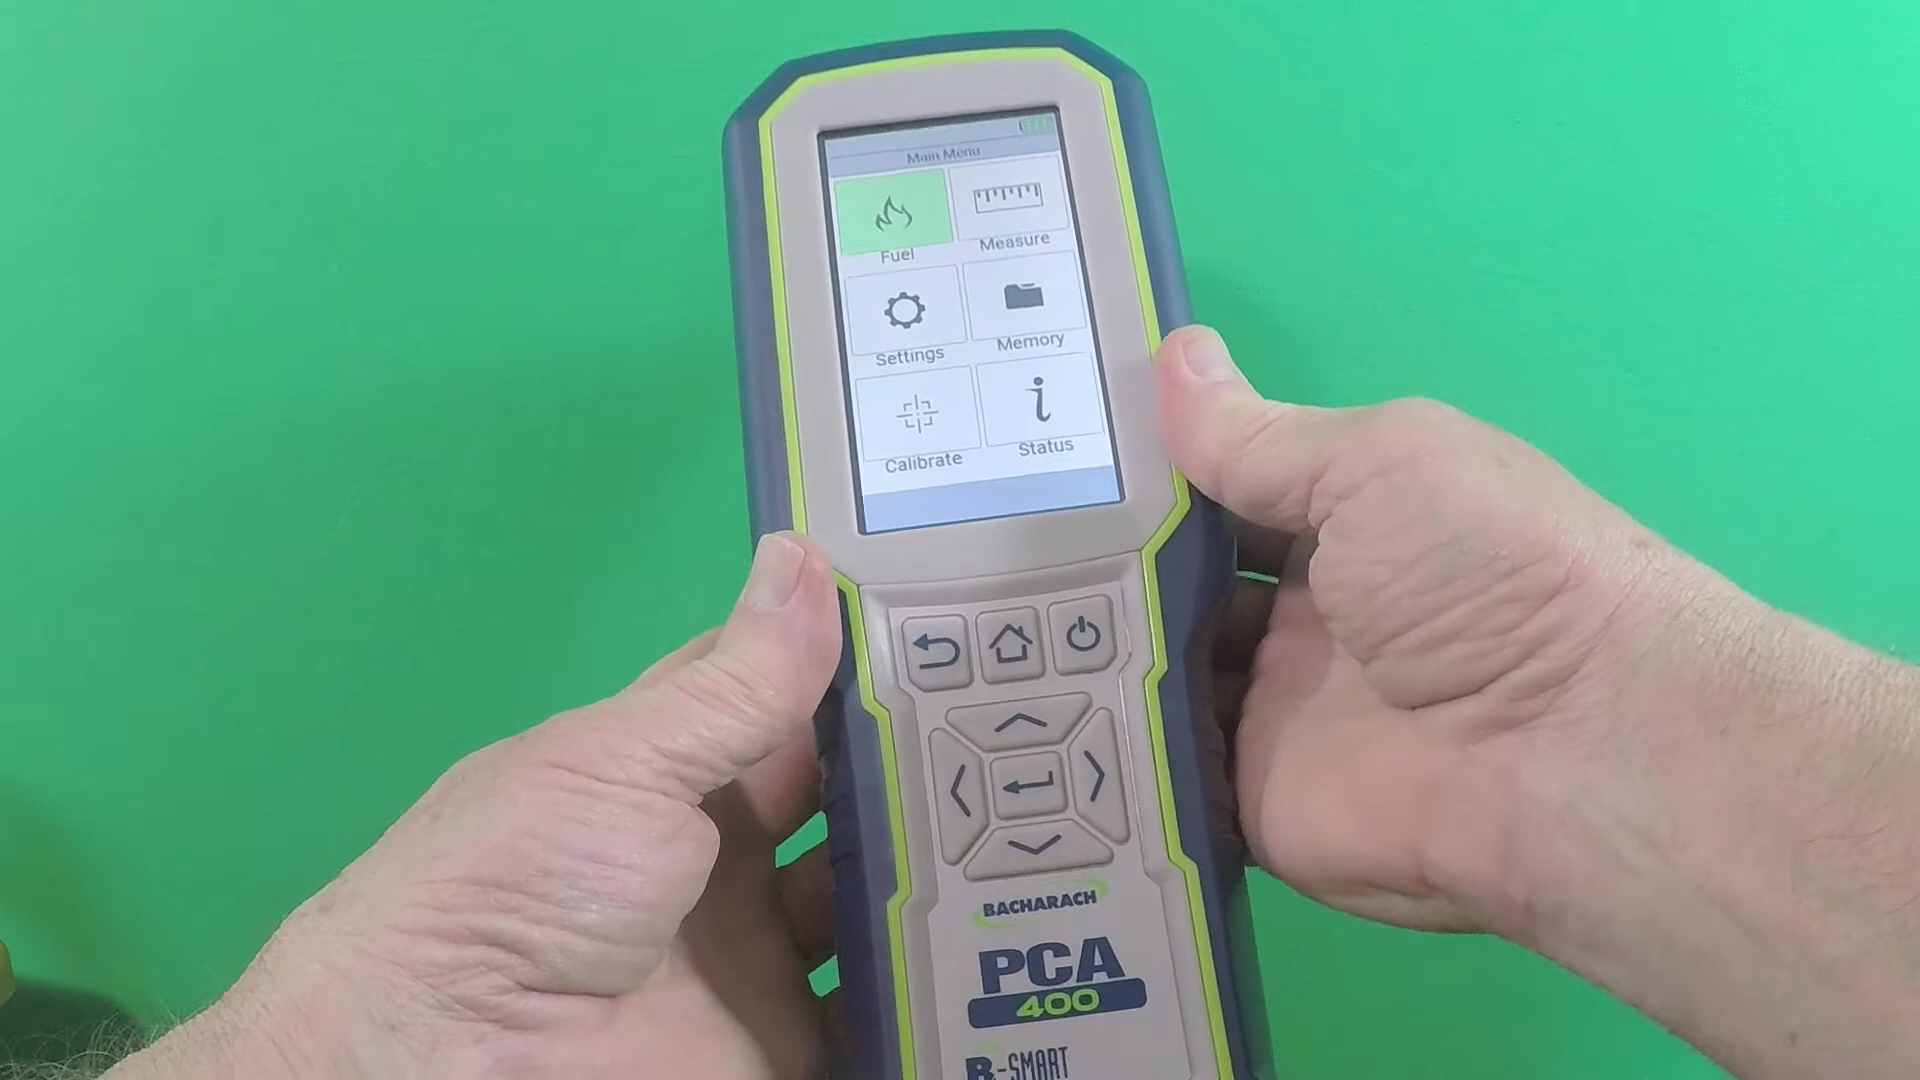 Main Menu
Fuel
Measure
Settings
Memory
Calibrate
Status
BACHARACH
PCA
400
B-SMART